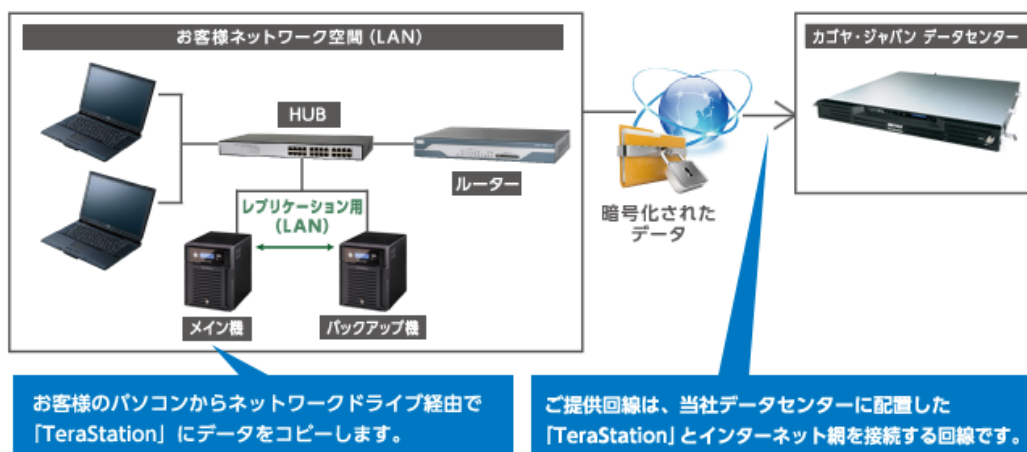 お客様ネットワーク空間（LAN）
カゴヤ・ジャパン データセンター
HUB
ルーター
レプリケーション用
（LAN）
暗号化された
データ
メイン機
バックアップ機
お客様のパソコンからネットワークドライブ経由で
「TeraStation」にデータをコピーします。
ご提供回線は、当社データセンターに配置した
「TeraStation」とインターネット網を接続する回線です。